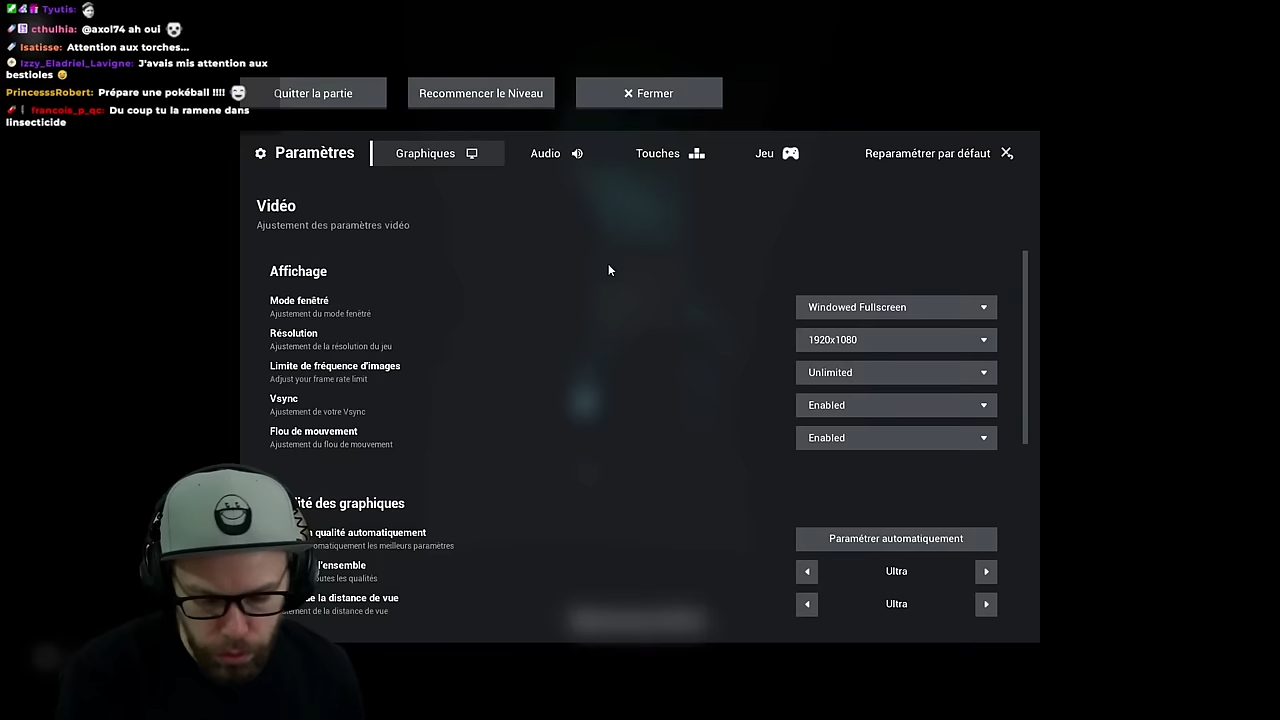 Tyutis:
cthulhia: @axol74 ah oui
Isatisse: Attention aux torches...
Izzy_Eladriel_Lavigne: J'avais mis attention aux
bestioles
PrincesssRobert: Prépare une pokéball !!!!
francois_p_qc: Du coup tu la ramene dans
linsecticide
Quitter la partie
Recommencer le Niveau
Fermer
Paramètres
Graphiques
Audio
Touches
Jeu
Reparamétrer par défaut
Vidéo
Ajustement des paramètres vidéo
Affichage
Mode fenêtré
Ajustement du mode fenêtré
Windowed Fullscreen
Résolution
Ajustement de la résolution du jeu
1920x1080
Limite de fréquence d'images
Adjust your frame rate limit
Unlimited
Vsync
Ajustement de votre Vsync
Enabled
Flou de mouvement
Ajustement du flou de mouvement
Enabled
ité des graphiques
qualité automatiquement
omatiquement les meilleurs paramètres
Paramétrer automatiquement
l'ensemble
outes les qualités
Ultra
de la distance de vue
ement de la distance de vue
Ultra